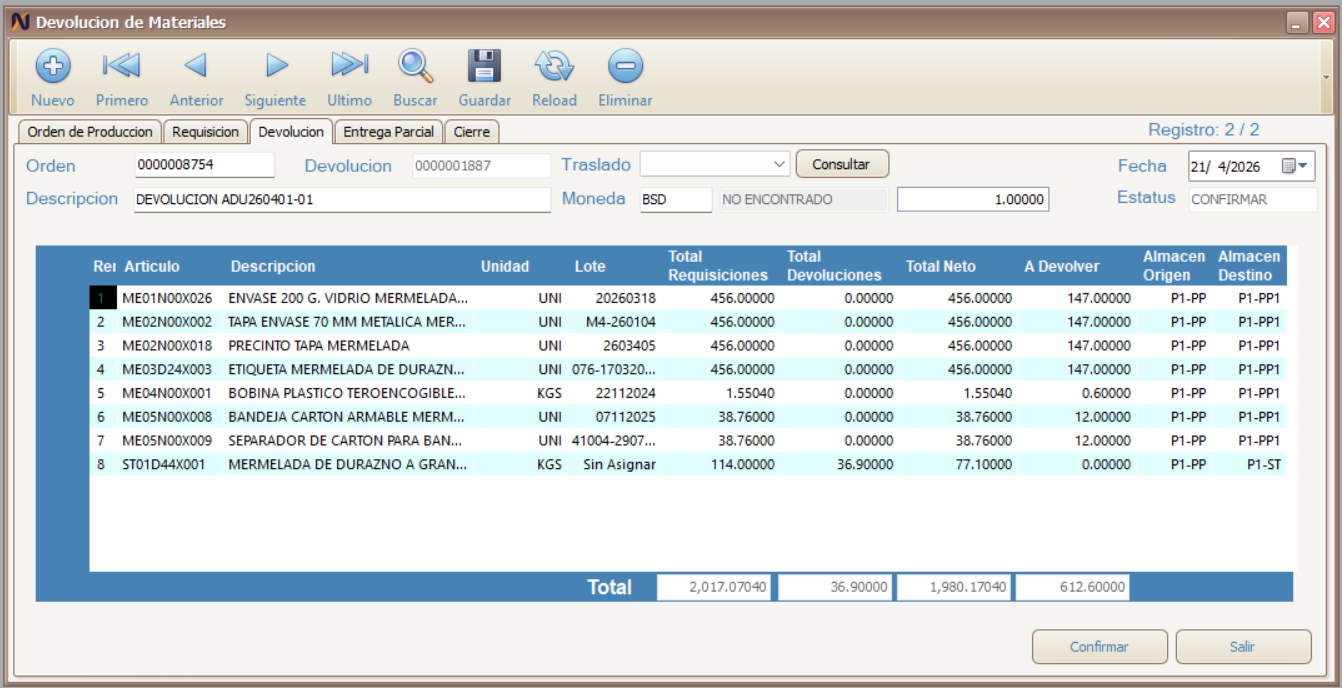 Devolucion de Materiales
Nuevo Primero Anterior Siguiente Ultimo Buscar Guardar Reload Eliminar
Orden de Produccion Requisicion Devolucion Entrega Parcial Cierre Registro: 2 / 2
Orden 0000008754 Devolucion 0000001887 Traslado Consultar Fecha 21/ 4/2026
Descripcion DEVOLUCION ADU260401-01 Moneda BSD NO ENCONTRADO 1.00000 Estatus CONFIRMAR
Rei Articulo Descripcion Unidad Lote Total Requisiciones Total Devoluciones Total Neto A Devolver Almacen Origen Almacen Destino
1 ME01N00X026 ENVASE 200 G. VIDRIO MERMELADA... UNI 20260318 456.00000 0.00000 456.00000 147.00000 P1-PP P1-PP1
2 ME02N00X002 TAPA ENVASE 70 MM METALICA MER... UNI M4-260104 456.00000 0.00000 456.00000 147.00000 P1-PP P1-PP1
3 ME02N00X018 PRECINTO TAPA MERMELADA UNI 2603405 456.00000 0.00000 456.00000 147.00000 P1-PP P1-PP1
4 ME03D24X003 ETIQUETA MERMELADA DE DURAZN... UNI 076-170320... 456.00000 0.00000 456.00000 147.00000 P1-PP P1-PP1
5 ME04N00X001 BOBINA PLASTICO TEROENCOGIBLE... KGS 22112024 1.55040 0.00000 1.55040 0.60000 P1-PP P1-PP1
6 ME05N00X008 BANDEJA CARTON ARMABLE MERM... UNI 07112025 38.76000 0.00000 38.76000 12.00000 P1-PP P1-PP1
7 ME05N00X009 SEPARADOR DE CARTON PARA BAN... UNI 41004-2907... 38.76000 0.00000 38.76000 12.00000 P1-PP P1-PP1
8 ST01D44X001 MERMELADA DE DURAZNO A GRAN... KGS Sin Asignar 114.00000 36.90000 77.10000 0.00000 P1-PP P1-ST
Total 2,017.07040 36.90000 1,980.17040 612.60000
Confirmar Salir